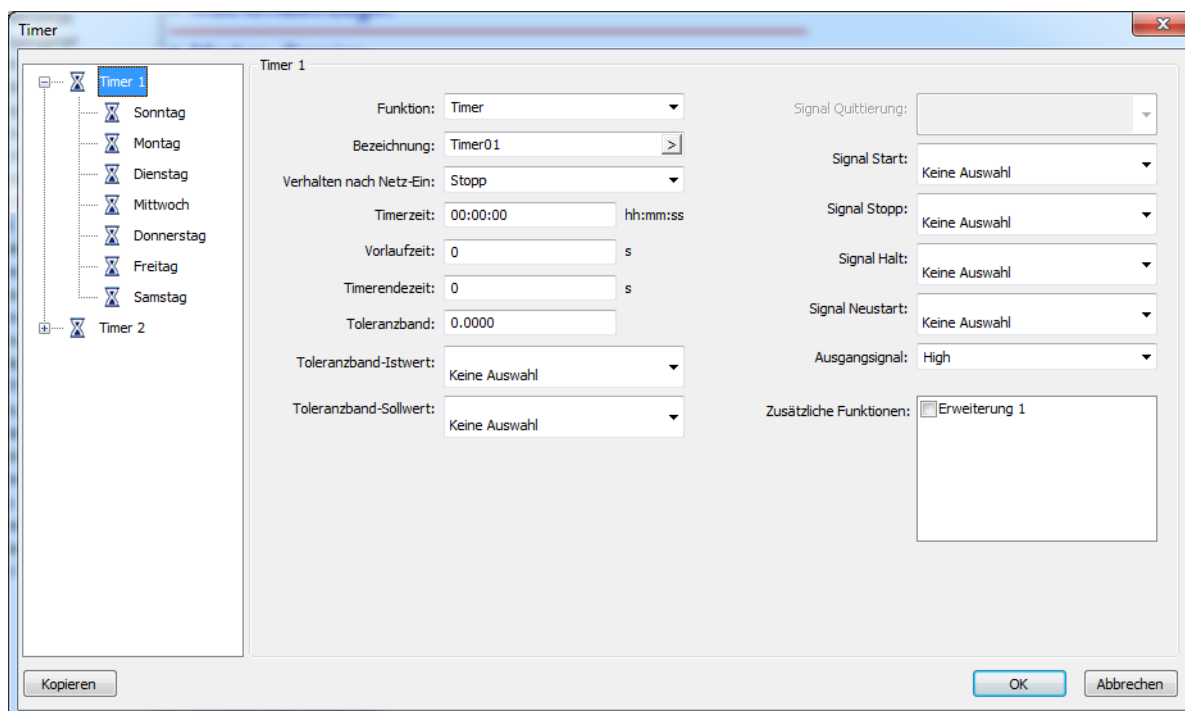 Timer
Timer 1
Sonntag
Montag
Dienstag
Mittwoch
Donnerstag
Freitag
Samstag
Timer 2
Timer 1
Funktion: Timer
Bezeichnung: Timer01 >
Verhalten nach Netz-Ein: Stopp
Timerzeit: 00:00:00 hh:mm:ss
Vorlaufzeit: 0 s
Timerendezeit: 0 s
Toleranzband: 0.0000
Toleranzband-Istwert: Keine Auswahl
Toleranzband-Sollwert: Keine Auswahl
Signal Quittierung:
Signal Start: Keine Auswahl
Signal Stopp: Keine Auswahl
Signal Halt: Keine Auswahl
Signal Neustart: Keine Auswahl
Ausgangsignal: High
Zusätzliche Funktionen: Erweiterung 1
Kopieren
OK
Abbrechen